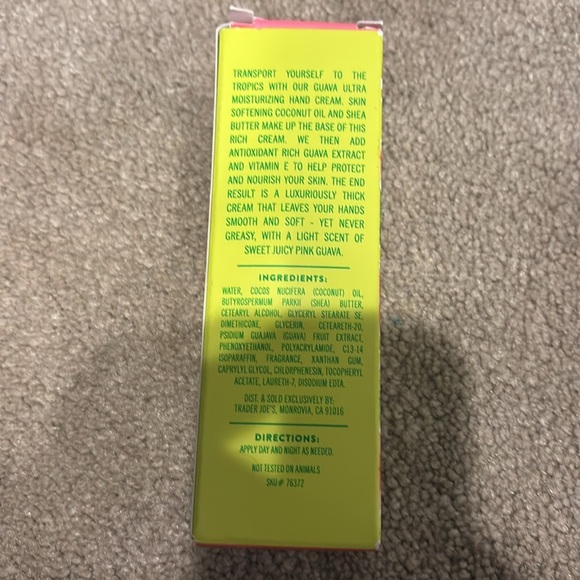 TRANSPORT YOURSELF TO THE
TROPICS WITH OUR GUAVA ULTRA
MOISTURIZING HAND CREAM. SKIN
SOFTENING COCONUT OIL AND SHEA
BUTTER MAKE UP THE BASE OF THIS
RICH CREAM. WE THEN ADD
ANTIOXIDANT RICH GUAVA EXTRACT
AND VITAMIN E TO HELP PROTECT
AND NOURISH YOUR SKIN. THE END
RESULT IS A LUXURIOUSLY THICK
CREAM THAT LEAVES YOUR HANDS
SMOOTH AND SOFT - YET NEVER
GREASY, WITH A LIGHT SCENT OF
SWEET JUICY PINK GUAVA.
INGREDIENTS:
WATER, COCOS NUCIFERA (COCONUT) OIL,
BUTYROSPERMUM PARKII (SHEA) BUTTER,
CETEARYL ALCOHOL, GLYCERYL STEARATE SE,
DIMETHICONE, GLYCERIN, CETEARETH-20,
PSIDIUM GUAJAVA (GUAVA) FRUIT EXTRACT,
PHENOXYETHANOL, POLYACRYLAMIDE, C13-14
ISOPARAFFIN, FRAGRANCE, XANTHAN GUM,
CAPRYLYL GLYCOL, CHLORPHENESIN, TOCOPHERYL
ACETATE, LAURETH-7, DISODIUM EDTA.
DIST. & SOLD EXCLUSIVELY BY:
TRADER JOE'S, MONROVIA, CA 91016
DIRECTIONS:
APPLY DAY AND NIGHT AS NEEDED.
NOT TESTED ON ANIMALS
SKU# 76372